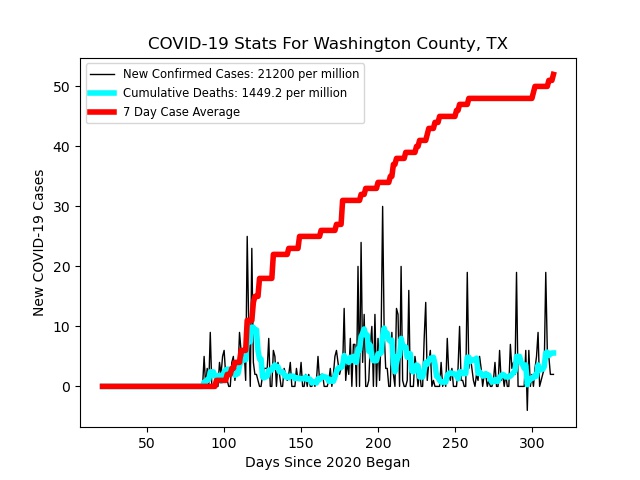 COVID-19 Stats For Washington County, TX
New Confirmed Cases: 21200 per million
Cumulative Deaths: 1449.2 per million
7 Day Case Average
New COVID-19 Cases
50
40
30
20
10
0
50 100 150 200 250 300
Days Since 2020 Began